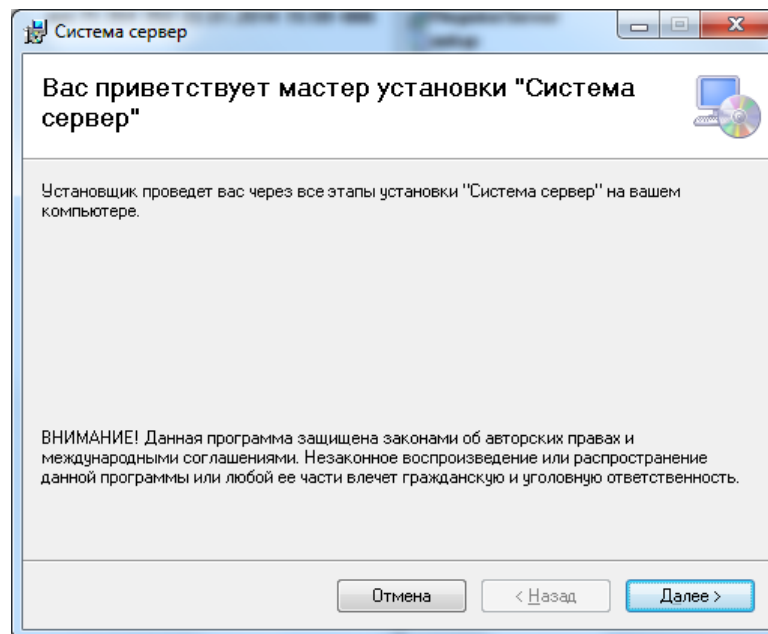 Система сервер
Вас приветствует мастер установки "Система
сервер"
Установщик проведет вас через все этапы установки "Система сервер" на вашем
компьютере.
ВНИМАНИЕ! Данная программа защищена законами об авторских правах и
международными соглашениями. Незаконное воспроизведение или распространение
данной программы или любой ее части влечет гражданскую и уголовную ответственность.
Отмена
< Назад
Далее >